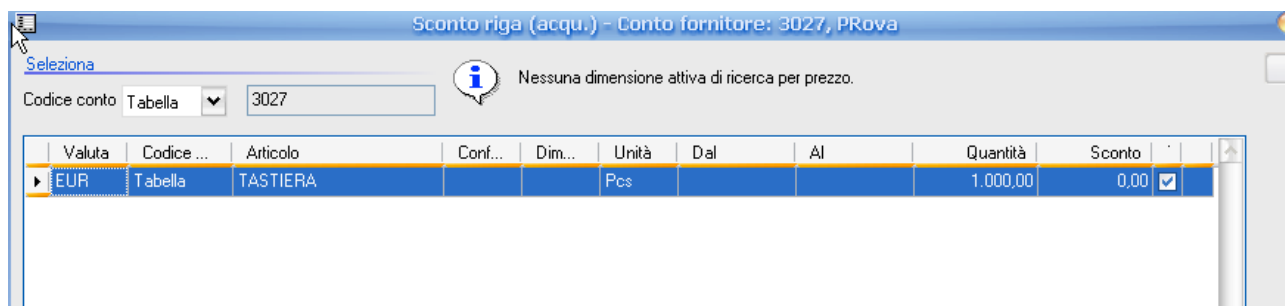 Sconto riga (acqu.) - Conto fornitore: 3027, PRova
Seleziona
Nessuna dimensione attiva di ricerca per prezzo.
Codice conto Tabella 3027
Valuta Codice ... Articolo Conf... Dim... Unità Dal Al Quantità Sconto
EUR Tabella TASTIERA Pcs 1.000,00 0,00